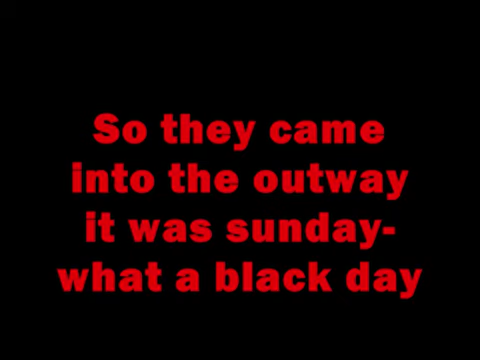 So they came
into the outway
it was sunday-
what a black day